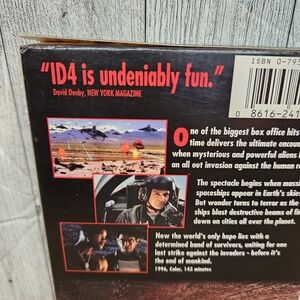 "ID4 is undeniably fun."
David Denby, NEW YORK MAGAZINE
ISBN 0-793
0 8616-241
One of the biggest box office hits
time delivers the ultimate encoun
when mysterious and powerful aliens l
an all out invasion against the human ra
The spectacle begins when massi
spaceships appear in Earth's skie
But wonder turns to terror as the
ships blast destructive beams of fi
down on cities all over the planet.
Now the world's only hope lies with a
determined band of survivors, uniting for one
last strike against the invaders - before it's
the end of mankind.
1996, Color, 145 minutes